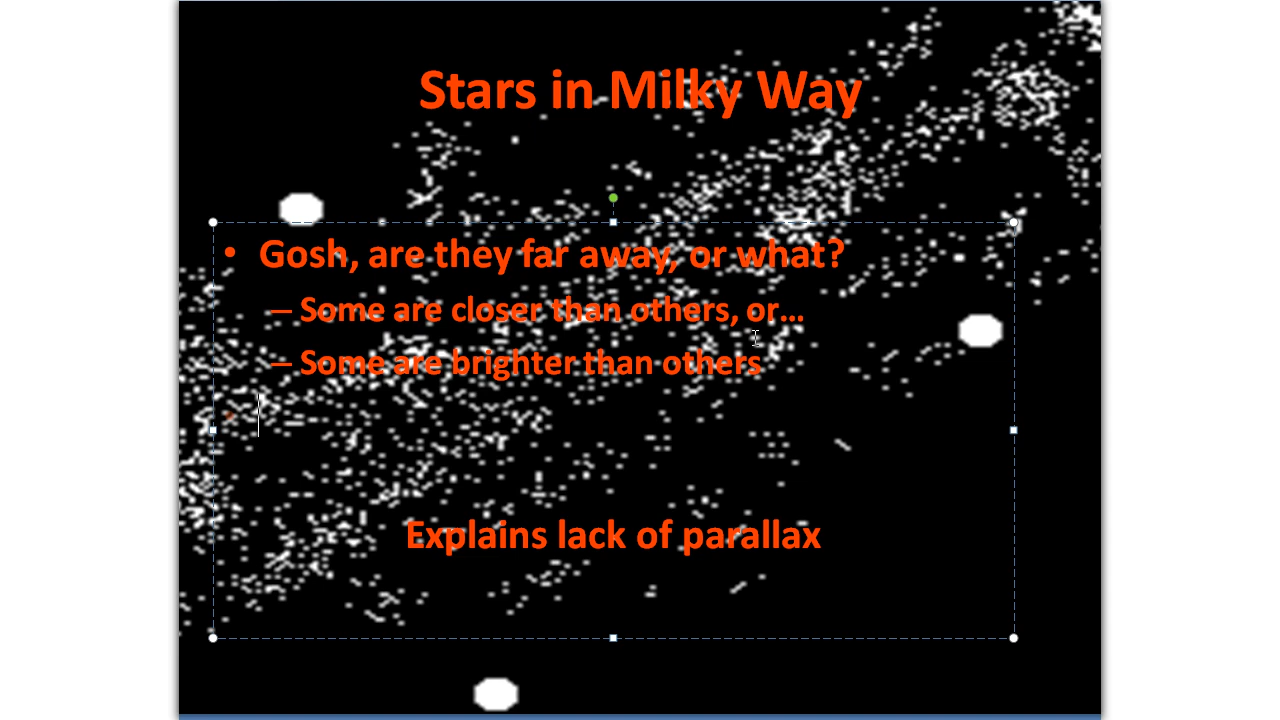 Stars in Milky Way
• Gosh, are they far away, or what?
– Some are closer than others, or…
– Some are brighter than others
•
Explains lack of parallax